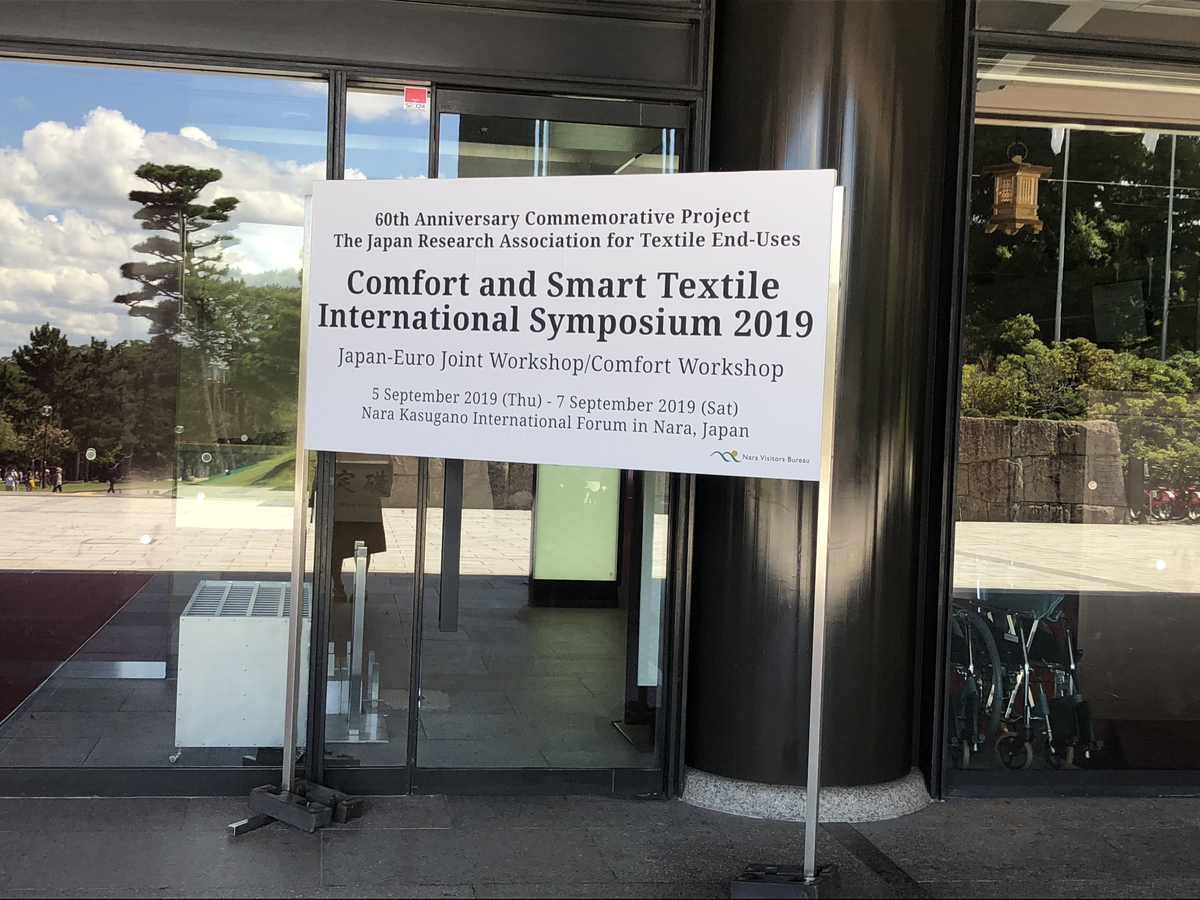 SECOM
60th Anniversary Commemorative Project
The Japan Research Association for Textile End-Uses
Comfort and Smart Textile
International Symposium 2019
Japan-Euro Joint Workshop/Comfort Workshop
5 September 2019 (Thu) - 7 September 2019 (Sat)
Nara Kasugano International Forum in Nara, Japan
Nara Visitors Bureau